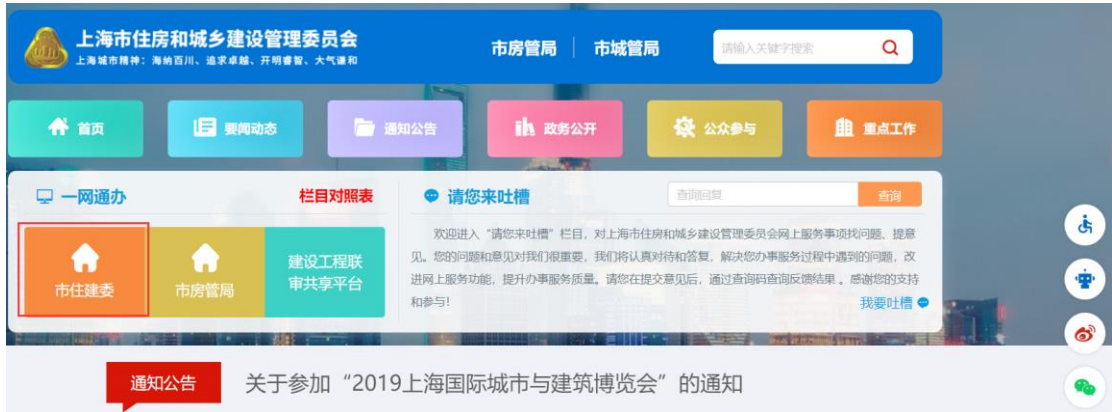 上海市住房和城乡建设管理委员会
上海城市精神：海纳百川、追求卓越、开明睿智、大气谦和
市房管局
市城管局
请输入关键字搜索
首页
要闻动态
通知公告
政务公开
公众参与
重点工作
一网通办
栏目对照表
市住建委
市房管局
建设工程联
审共享平台
请您来吐槽
查询回复
查询
欢迎进入“请您来吐槽”栏目，对上海市住房和城乡建设管理委员会网上服务事项找问题、提意
见。您的问题和意见对我们很重要，我们将认真对待和答复，解决您办事服务过程中遇到的问题，改
进网上服务功能，提升办事服务质量。请您在提交意见后，通过查询码查询反馈结果 。感谢您的支持
和参与!
我要吐槽
通知公告
关于参加“2019上海国际城市与建筑博览会”的通知